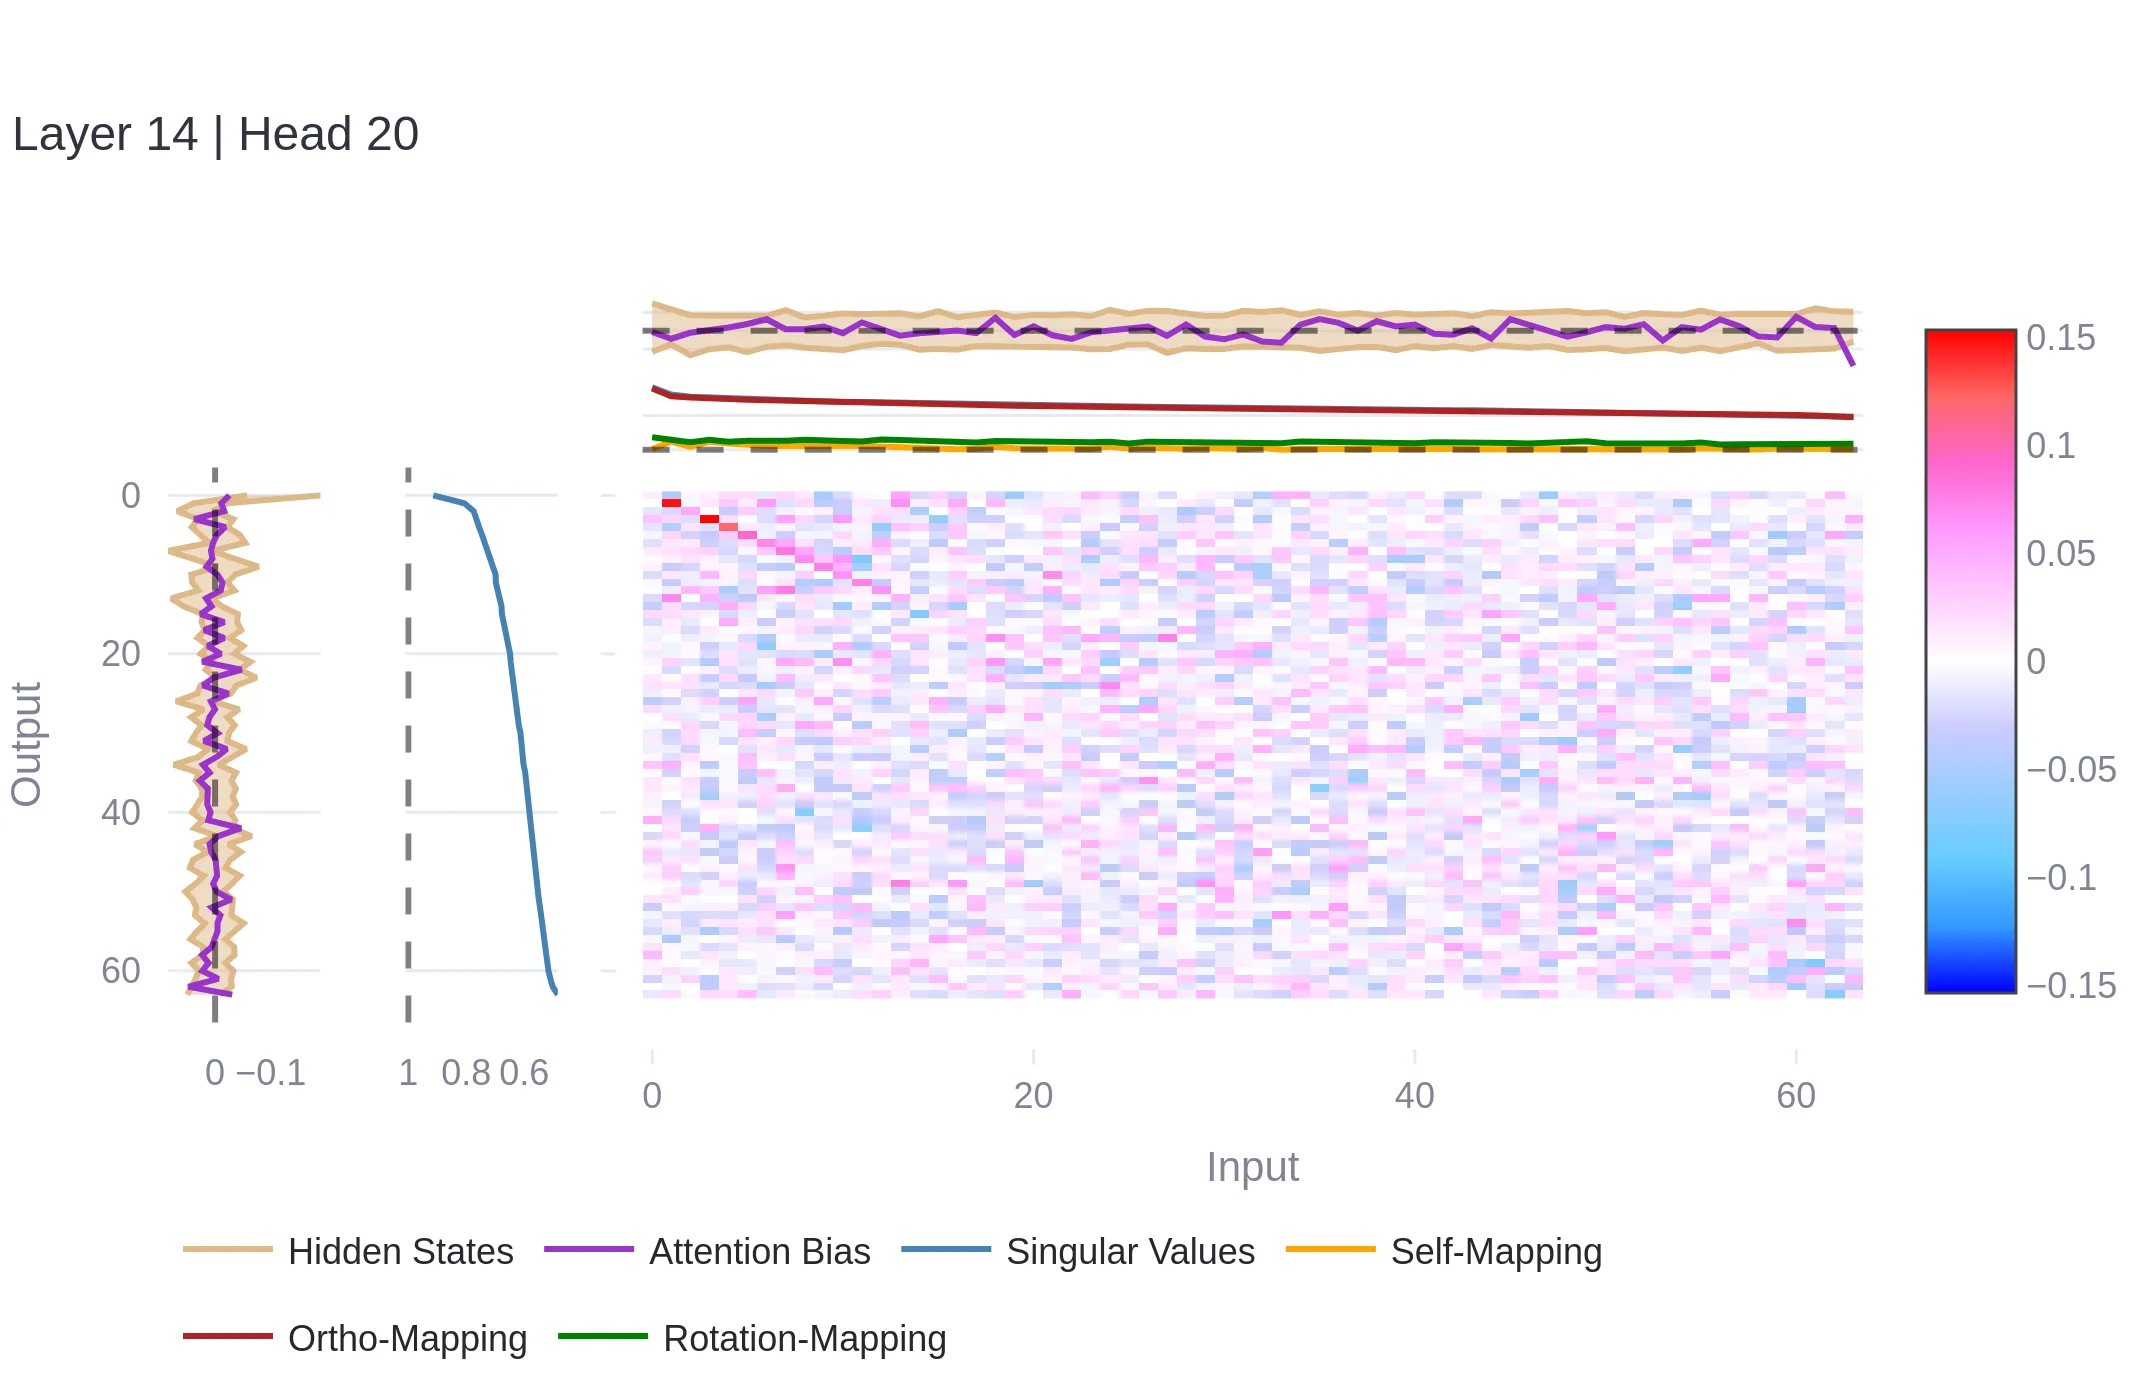 Layer 14 | Head 20
0
20
40
60
Output
0 −0.1
1 0.8 0.6
0 20 40 60
Input
0.15
0.1
0.05
0
−0.05
−0.1
−0.15
Hidden States Attention Bias Singular Values Self-Mapping
Ortho-Mapping Rotation-Mapping